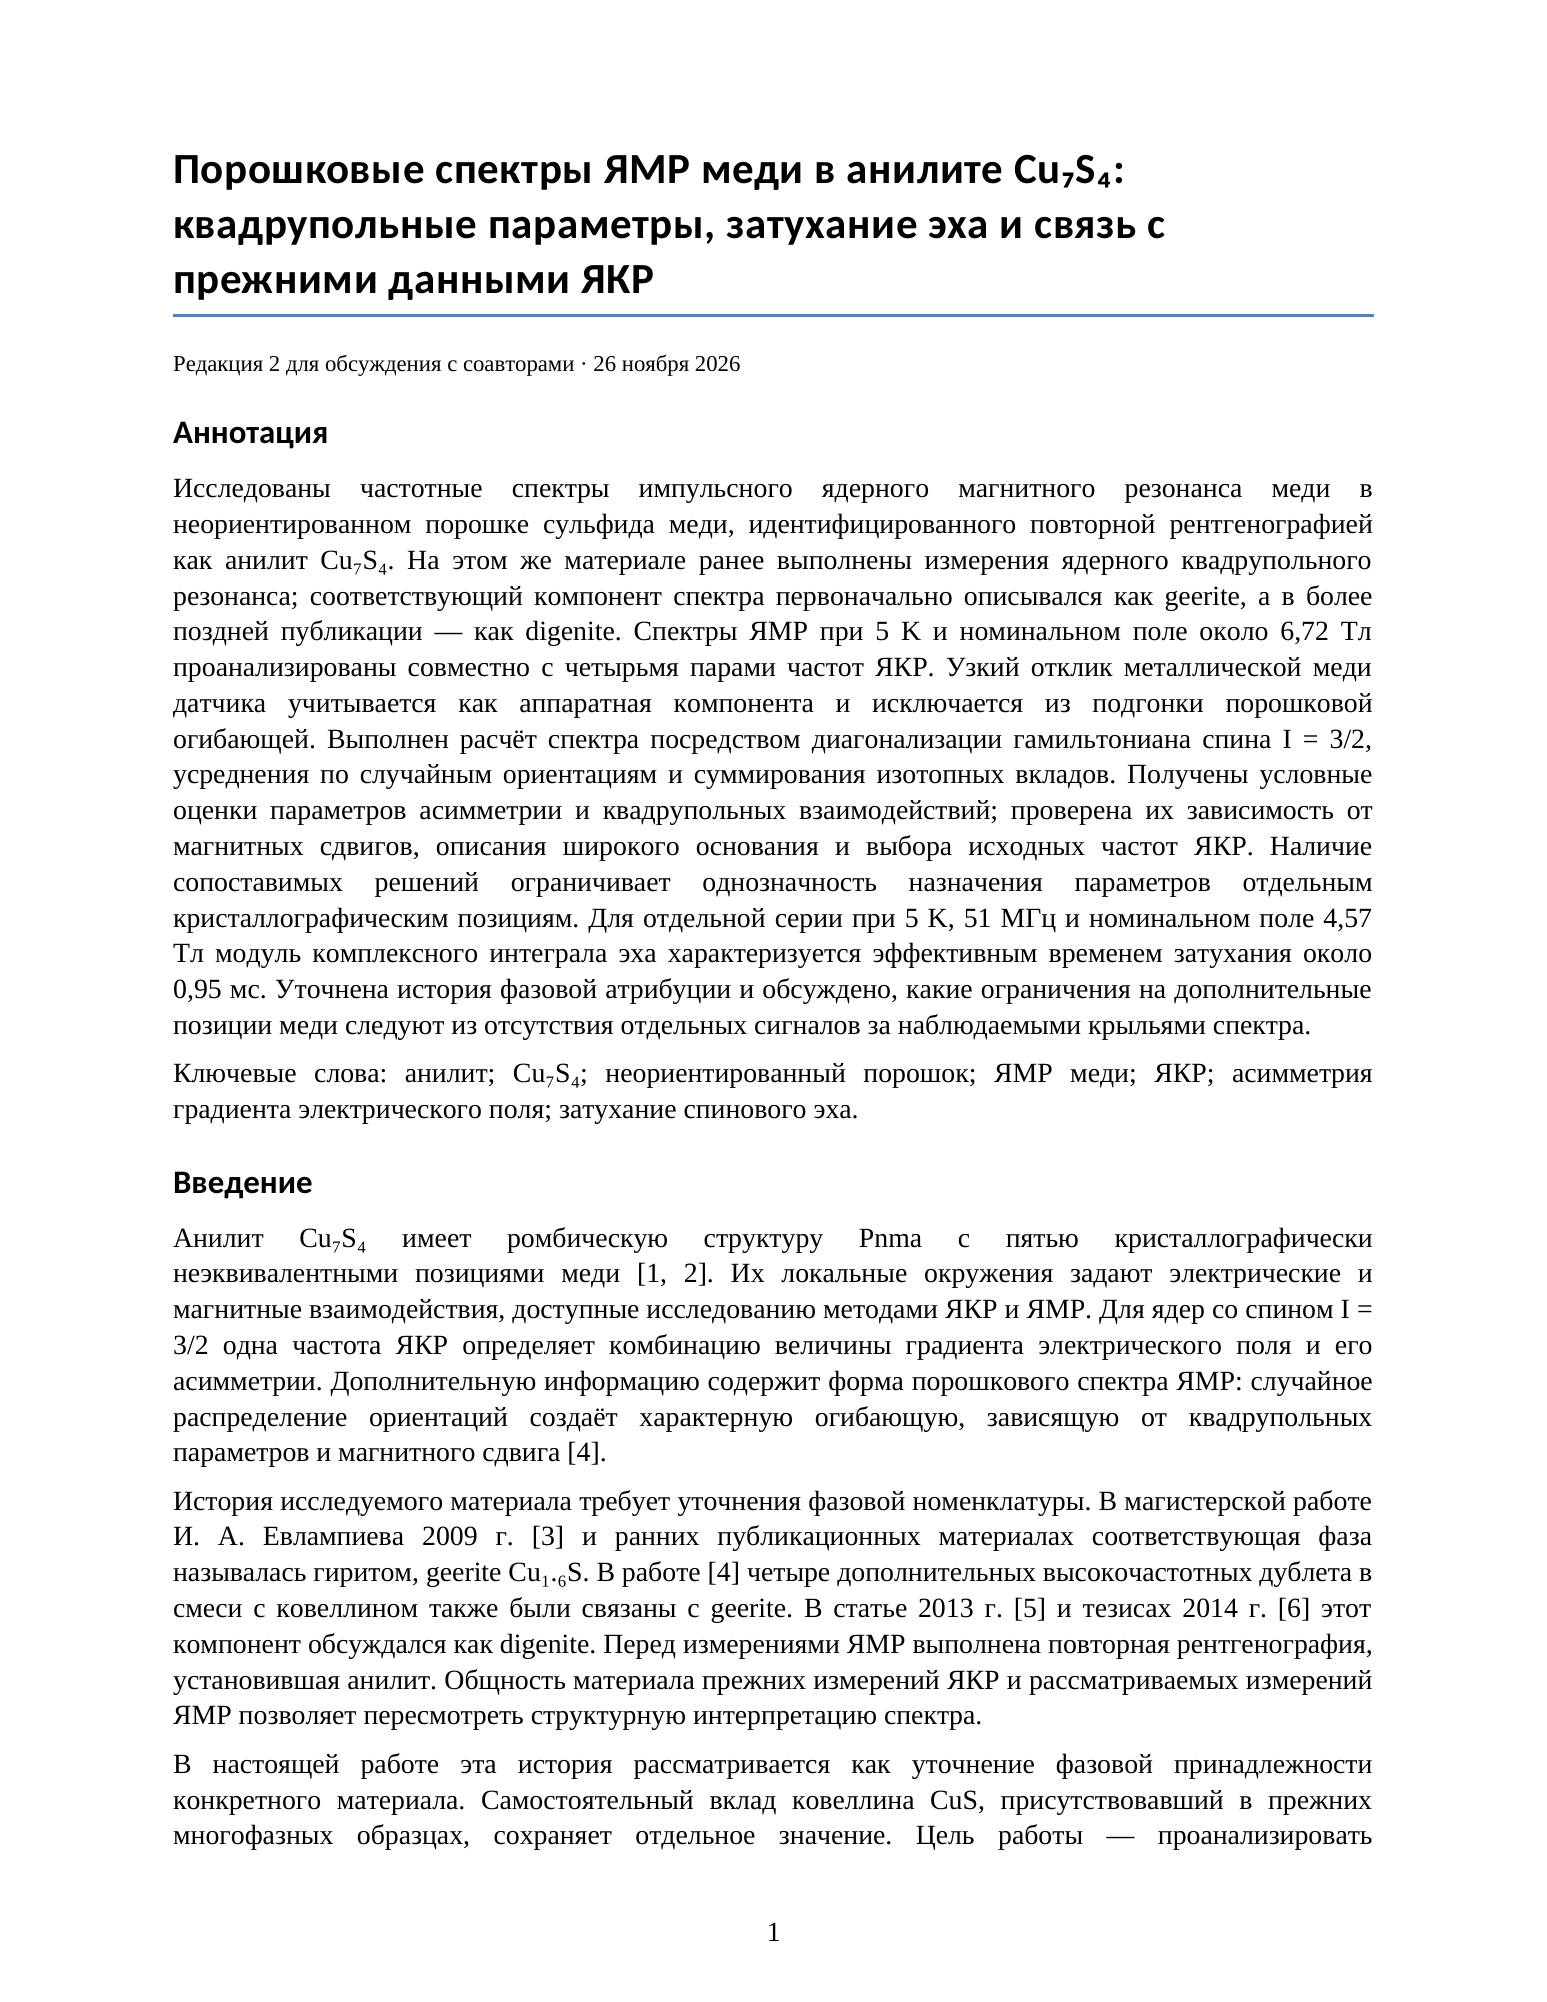 Порошковые спектры ЯМР меди в анилите Cu₇S₄:
квадрупольные параметры, затухание эха и связь с
прежними данными ЯКР
Редакция 2 для обсуждения с соавторами · 26 ноября 2026
Аннотация
Исследованы частотные спектры импульсного ядерного магнитного резонанса меди в
неориентированном порошке сульфида меди, идентифицированного повторной рентгенографией
как анилит Cu₇S₄. На этом же материале ранее выполнены измерения ядерного квадрупольного
резонанса; соответствующий компонент спектра первоначально описывался как geerite, а в более
поздней публикации — как digenite. Спектры ЯМР при 5 K и номинальном поле около 6,72 Тл
проанализированы совместно с четырьмя парами частот ЯКР. Узкий отклик металлической меди
датчика учитывается как аппаратная компонента и исключается из подгонки порошковой
огибающей. Выполнен расчёт спектра посредством диагонализации гамильтониана спина I = 3/2,
усреднения по случайным ориентациям и суммирования изотопных вкладов. Получены условные
оценки параметров асимметрии и квадрупольных взаимодействий; проверена их зависимость от
магнитных сдвигов, описания широкого основания и выбора исходных частот ЯКР. Наличие
сопоставимых решений ограничивает однозначность назначения параметров отдельным
кристаллографическим позициям. Для отдельной серии при 5 K, 51 МГц и номинальном поле 4,57
Тл модуль комплексного интеграла эха характеризуется эффективным временем затухания около
0,95 мс. Уточнена история фазовой атрибуции и обсуждено, какие ограничения на дополнительные
позиции меди следуют из отсутствия отдельных сигналов за наблюдаемыми крыльями спектра.
Ключевые слова: анилит; Cu₇S₄; неориентированный порошок; ЯМР меди; ЯКР; асимметрия
градиента электрического поля; затухание спинового эха.
Введение
Анилит Cu₇S₄ имеет ромбическую структуру Pnma с пятью кристаллографически
неэквивалентными позициями меди [1, 2]. Их локальные окружения задают электрические и
магнитные взаимодействия, доступные исследованию методами ЯКР и ЯМР. Для ядер со спином I =
3/2 одна частота ЯКР определяет комбинацию величины градиента электрического поля и его
асимметрии. Дополнительную информацию содержит форма порошкового спектра ЯМР: случайное
распределение ориентаций создаёт характерную огибающую, зависящую от квадрупольных
параметров и магнитного сдвига [4].
История исследуемого материала требует уточнения фазовой номенклатуры. В магистерской работе
И. А. Евлампиева 2009 г. [3] и ранних публикационных материалах соответствующая фаза
называлась гиритом, geerite Cu₁.₆S. В работе [4] четыре дополнительных высокочастотных дублета в
смеси с ковеллином также были связаны с geerite. В статье 2013 г. [5] и тезисах 2014 г. [6] этот
компонент обсуждался как digenite. Перед измерениями ЯМР выполнена повторная рентгенография,
установившая анилит. Общность материала прежних измерений ЯКР и рассматриваемых измерений
ЯМР позволяет пересмотреть структурную интерпретацию спектра.
В настоящей работе эта история рассматривается как уточнение фазовой принадлежности
конкретного материала. Самостоятельный вклад ковеллина CuS, присутствовавший в прежних
многофазных образцах, сохраняет отдельное значение. Цель работы — проанализировать
1